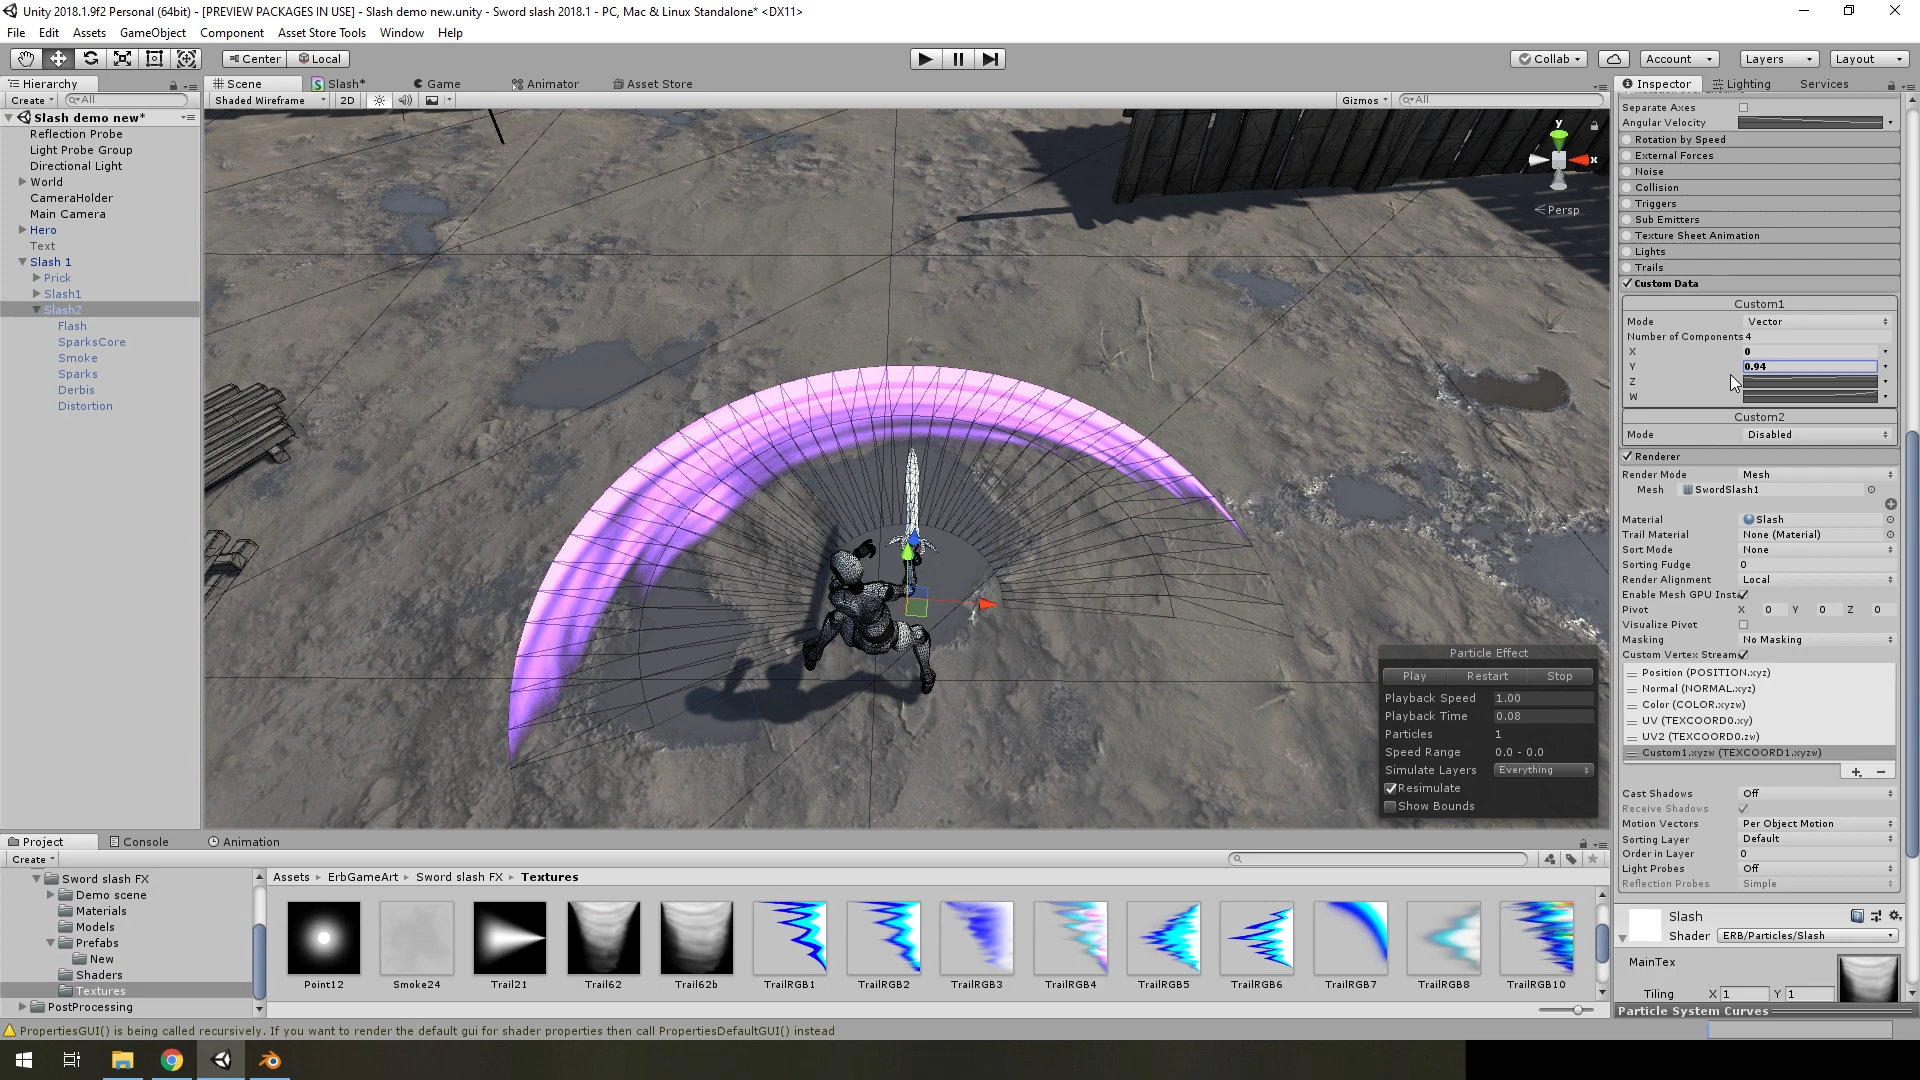 Unity 2018.1.9f2 Personal (64bit) - [PREVIEW PACKAGES IN USE] - Slash demo new.unity - Sword slash 2018.1 - PC, Mac & Linux Standalone* <DX11>
File Edit Assets GameObject Component Asset Store Tools Window Help
Center Local Collab Account Layers Layout
Hierarchy
Create All
Slash demo new*
Reflection Probe
Light Probe Group
Directional Light
World
CameraHolder
Main Camera
Hero
Text
Slash 1
Prick
Slash1
Slash2
Flash
SparksCore
Smoke
Sparks
Derbis
Distortion
Scene Slash* Game Animator Asset Store
Shaded Wireframe 2D Gizmos All
y
x
Persp
Particle Effect
Play Restart Stop
Playback Speed 1.00
Playback Time 0.08
Particles 1
Speed Range 0.0 - 0.0
Simulate Layers Everything
Resimulate
Show Bounds
Inspector Lighting Services
Separate Axes
Angular Velocity
Rotation by Speed
External Forces
Noise
Collision
Triggers
Sub Emitters
Texture Sheet Animation
Lights
Trails
Custom Data
Custom1
Mode Vector
Number of Components 4
X 0
Y 0.94
Z
W
Custom2
Mode Disabled
Renderer
Render Mode Mesh
Mesh SwordSlash1
Material Slash
Trail Material None (Material)
Sort Mode None
Sorting Fudge 0
Render Alignment Local
Enable Mesh GPU Insta
Pivot X 0 Y 0 Z 0
Visualize Pivot
Masking No Masking
Custom Vertex Stream
Position (POSITION.xyz)
Normal (NORMAL.xyz)
Color (COLOR.xyzw)
UV (TEXCOORD0.xy)
UV2 (TEXCOORD0.zw)
Custom1.xyzw (TEXCOORD1.xyzw)
Cast Shadows Off
Receive Shadows
Motion Vectors Per Object Motion
Sorting Layer Default
Order in Layer 0
Light Probes Off
Reflection Probes Simple
Slash
Shader ERB/Particles/Slash
MainTex
Tiling X 1 Y 1
Particle System Curves
Project Console Animation
Create
Sword slash FX
Demo scene
Materials
Models
Prefabs
New
Shaders
Textures
PostProcessing
Assets ErbGameArt Sword slash FX Textures
Point12 Smoke24 Trail21 Trail62 Trail62b TrailRGB1 TrailRGB2 TrailRGB3 TrailRGB4 TrailRGB5 TrailRGB6 TrailRGB7 TrailRGB8 TrailRGB10
PropertiesGUI() is being called recursively. If you want to render the default gui for shader properties then call PropertiesDefaultGUI() instead